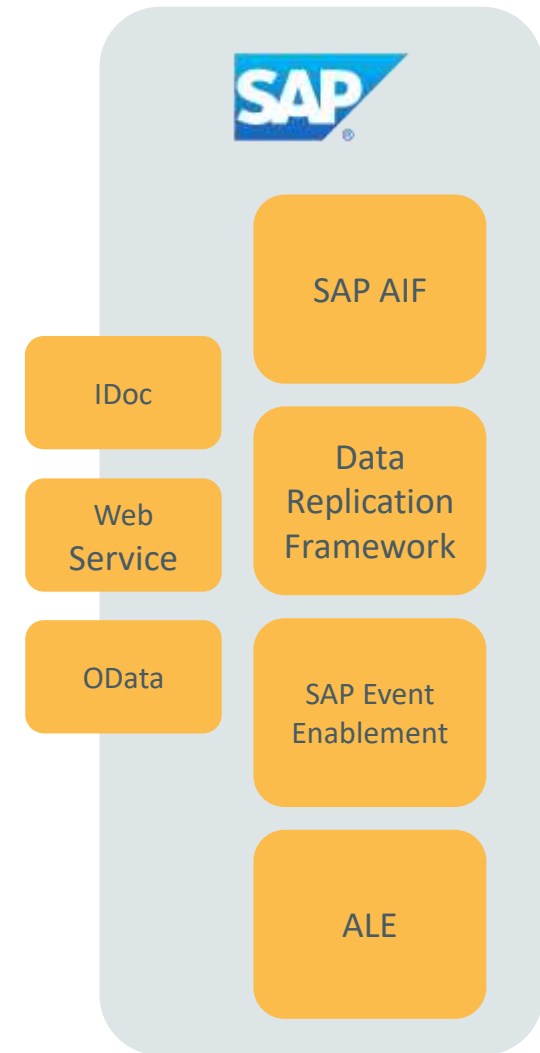 SAP
®
SAP AIF
IDoc
Data
Replication
Framework
Web
Service
OData
SAP Event
Enablement
ALE